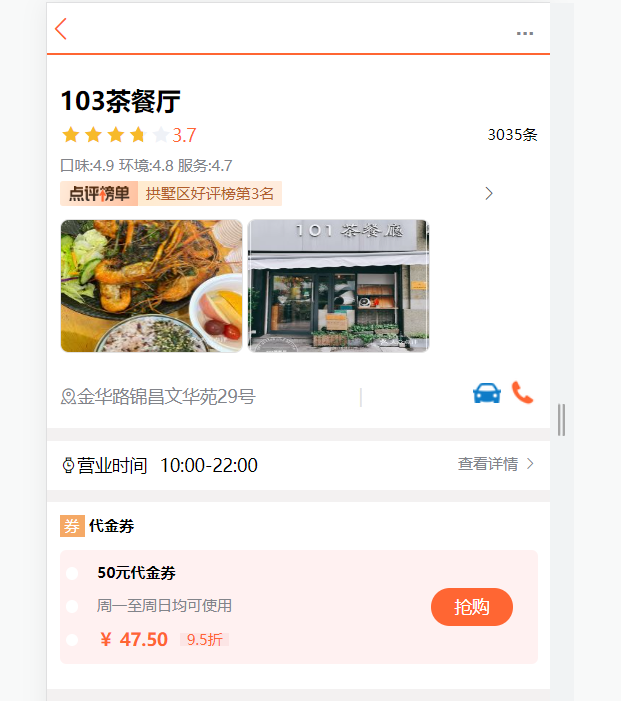 103茶餐厅
3.7
3035条
口味:4.9 环境:4.8 服务:4.7
点评榜单 拱墅区好评榜第3名
101 茶餐廳
金华路锦昌文华苑29号
营业时间 10:00-22:00
查看详情
券 代金券
50元代金券
周一至周日均可使用
抢购
¥ 47.50 9.5折